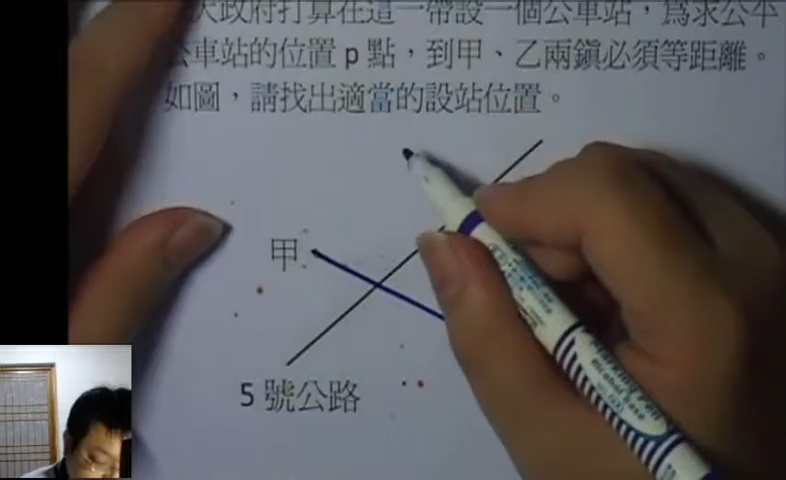 政府打算在這一帶設一個公車站，為求公平
公車站的位置 p 點，到甲、乙兩鎮必須等距離。
如圖，請找出適當的設站位置。
甲
5 號公路